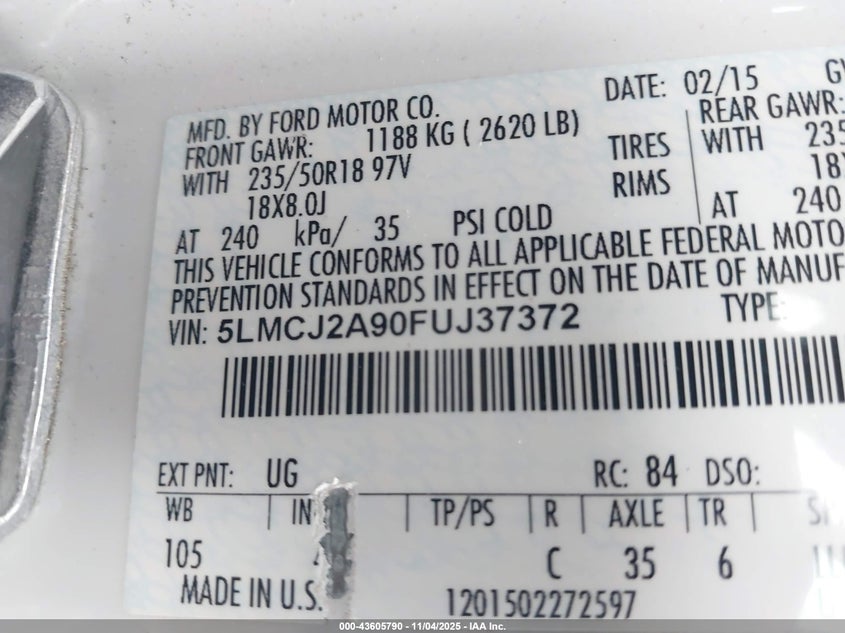 DATE: 02/15
MFD. BY FORD MOTOR CO.
FRONT GAWR: 1188 KG ( 2620 LB) REAR GAWR:
WITH 235/50R18 97V TIRES WITH
18X8.0J RIMS
AT 240 kPa/ 35 PSI COLD AT 240
THIS VEHICLE CONFORMS TO ALL APPLICABLE FEDERAL
PREVENTION STANDARDS IN EFFECT ON THE DATE OF
VIN: 5LMCJ2A90FUJ37372 TYPE:
EXT PNT: UG RC: 84 DSO:
WB TP/PS R AXLE TR
105 C 35 6
MADE IN U.S.
1201502272597
000-43605790 - 11/04/2025 - IAA Inc.